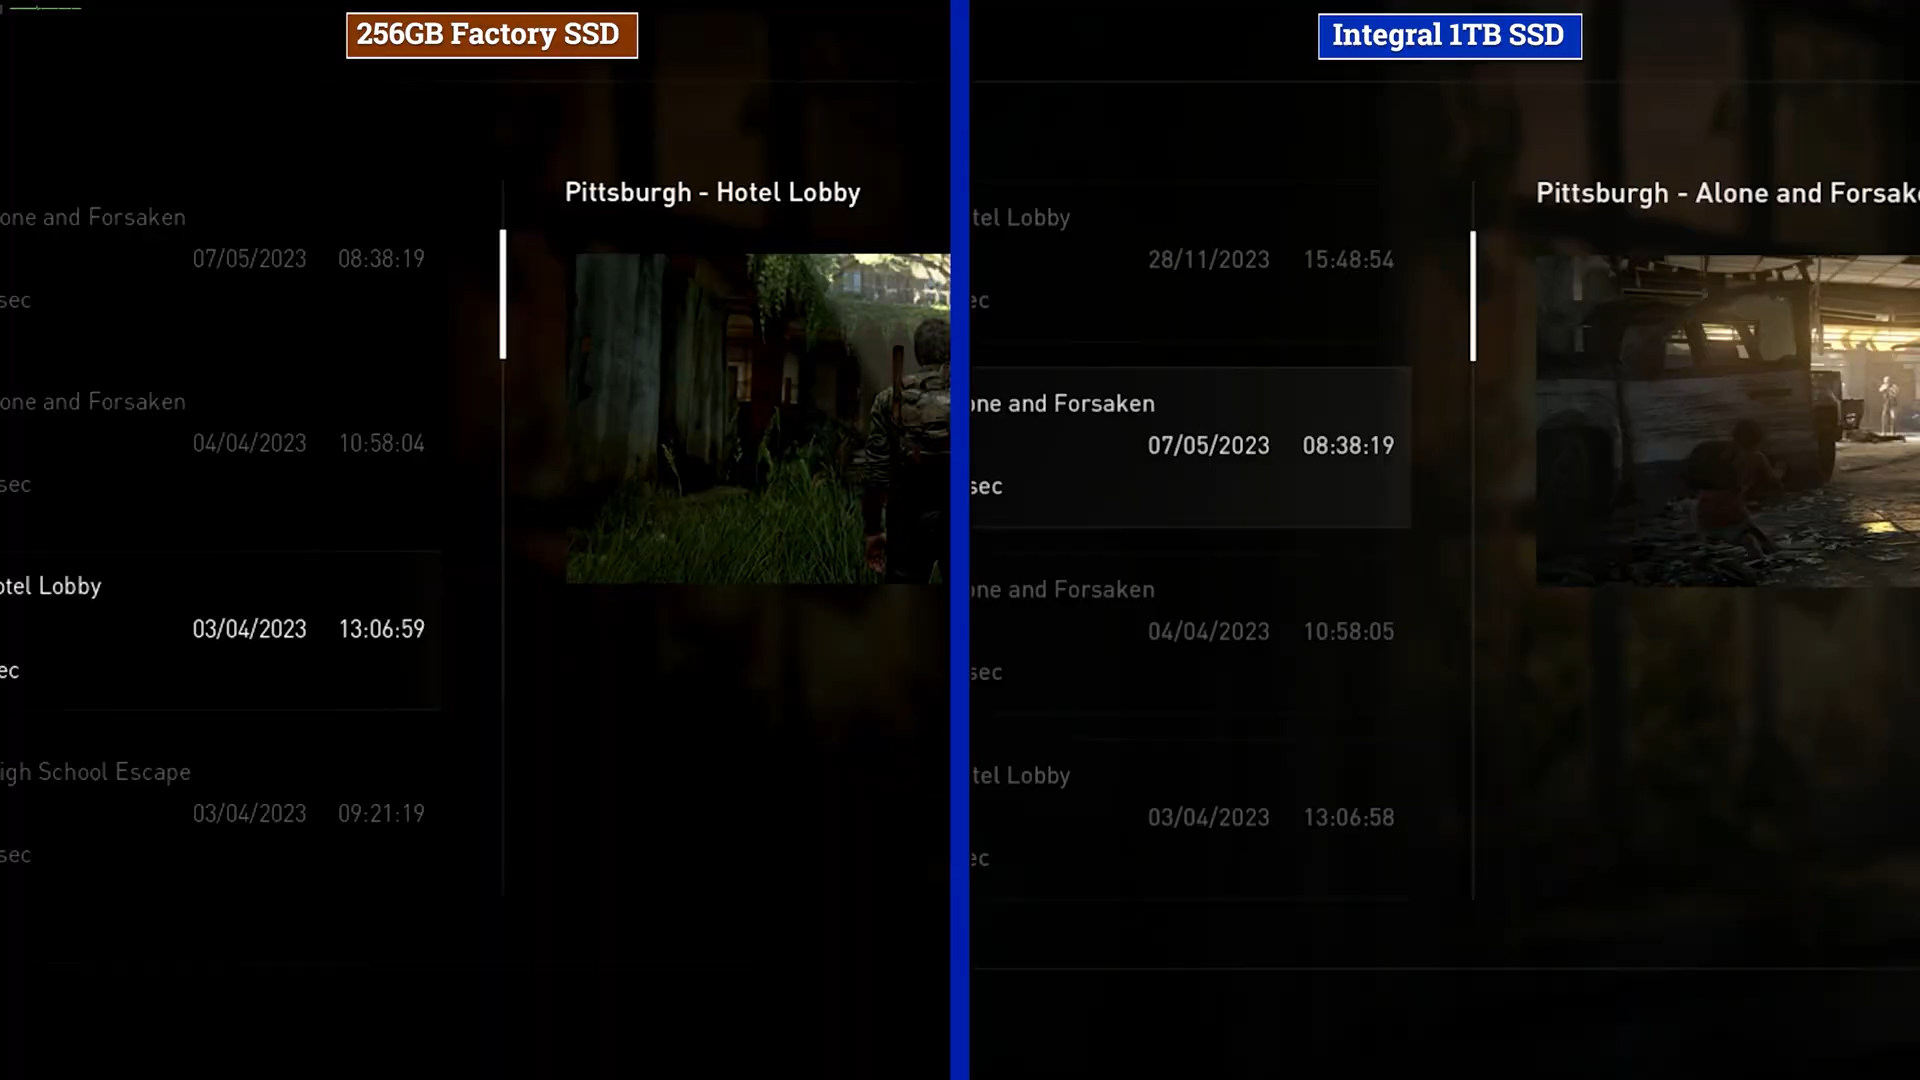 256GB Factory SSD
Pittsburgh - Hotel Lobby
one and Forsaken
07/05/2023 08:38:19
sec
one and Forsaken
04/04/2023 10:58:04
sec
otel Lobby
03/04/2023 13:06:59
ec
igh School Escape
03/04/2023 09:21:19
sec
Integral 1TB SSD
Pittsburgh - Alone and Forsake
tel Lobby
28/11/2023 15:48:54
ec
one and Forsaken
07/05/2023 08:38:19
sec
one and Forsaken
04/04/2023 10:58:05
sec
tel Lobby
03/04/2023 13:06:58
ec